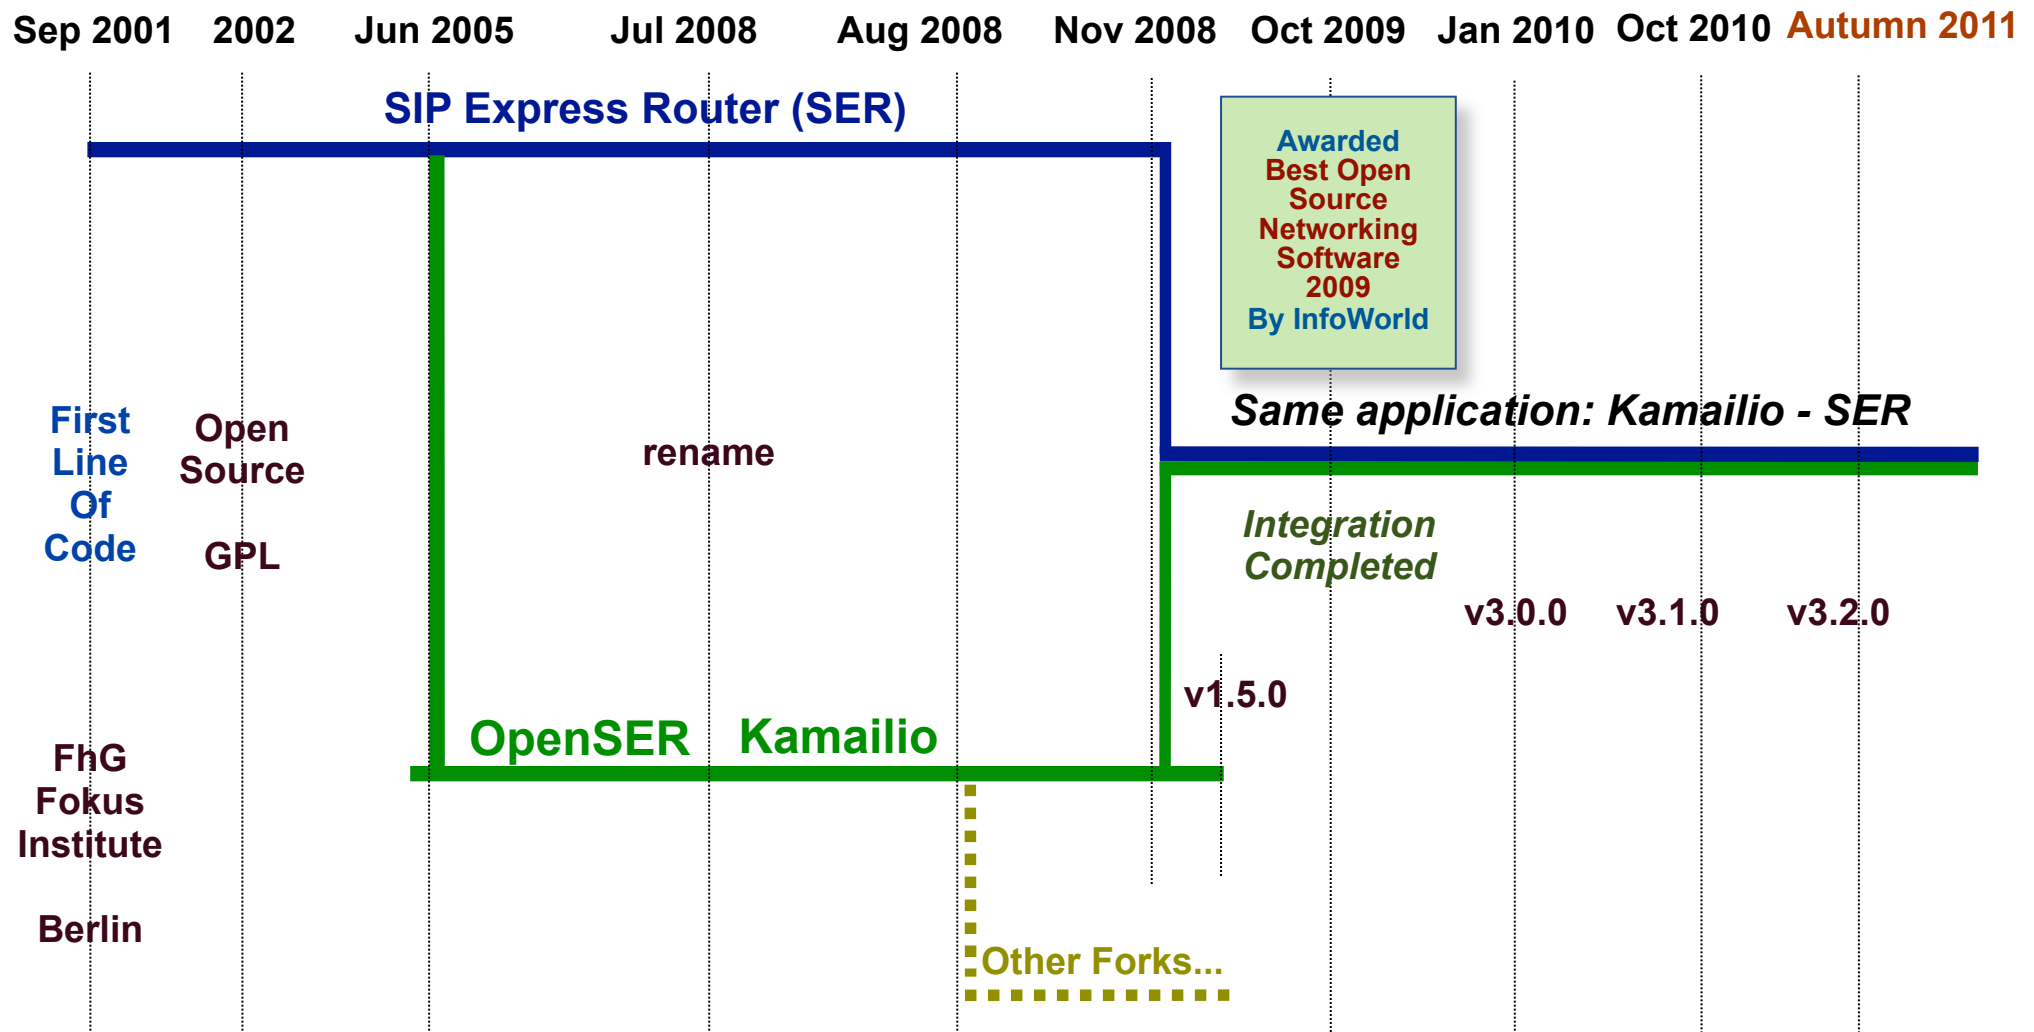 Sep 2001 2002 Jun 2005 Jul 2008 Aug 2008 Nov 2008 Oct 2009 Jan 2010 Oct 2010 Autumn 2011
SIP Express Router (SER)
Awarded
Best Open
Source
Networking
Software
2009
By InfoWorld
Same application: Kamailio - SER
First
Line
Of
Code
Open
Source
GPL
rename
Integration
Completed
v3.0.0 v3.1.0 v3.2.0
v1.5.0
OpenSER Kamailio
FhG
Fokus
Institute
Berlin
Other Forks...